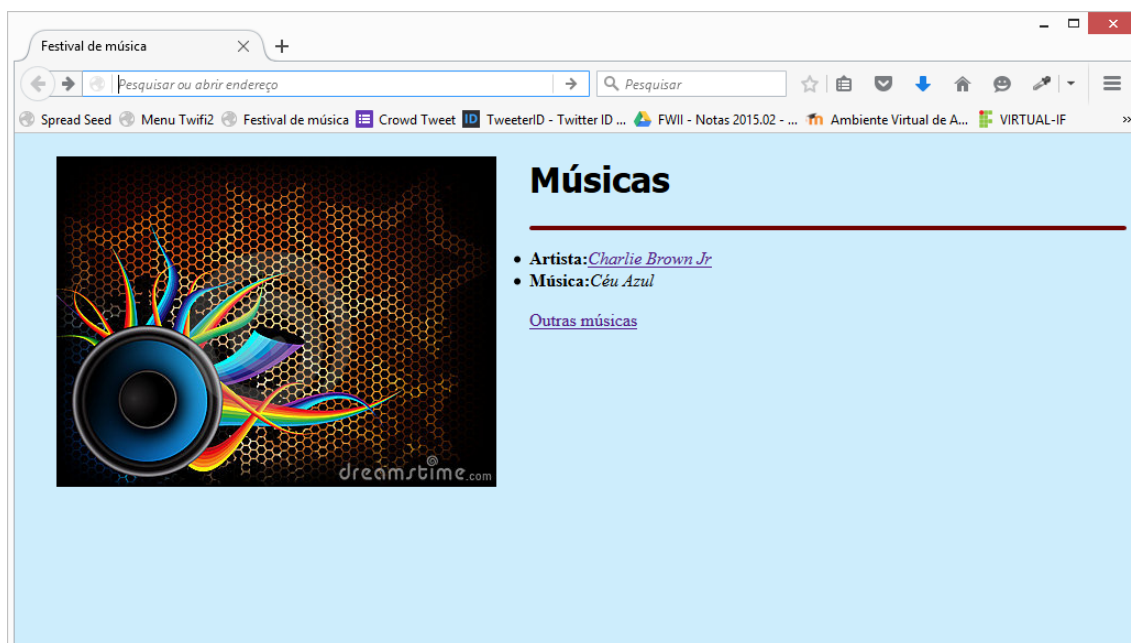 Festival de música
Pesquisar ou abrir endereço
Pesquisar
Spread Seed Menu Twifi2 Festival de música Crowd Tweet ID TweeterID - Twitter ID ... FWII - Notas 2015.02 - ... Ambiente Virtual de A... VIRTUAL-IF
Músicas
Artista:Charlie Brown Jr
Música:Céu Azul
Outras músicas
dreamstime.com